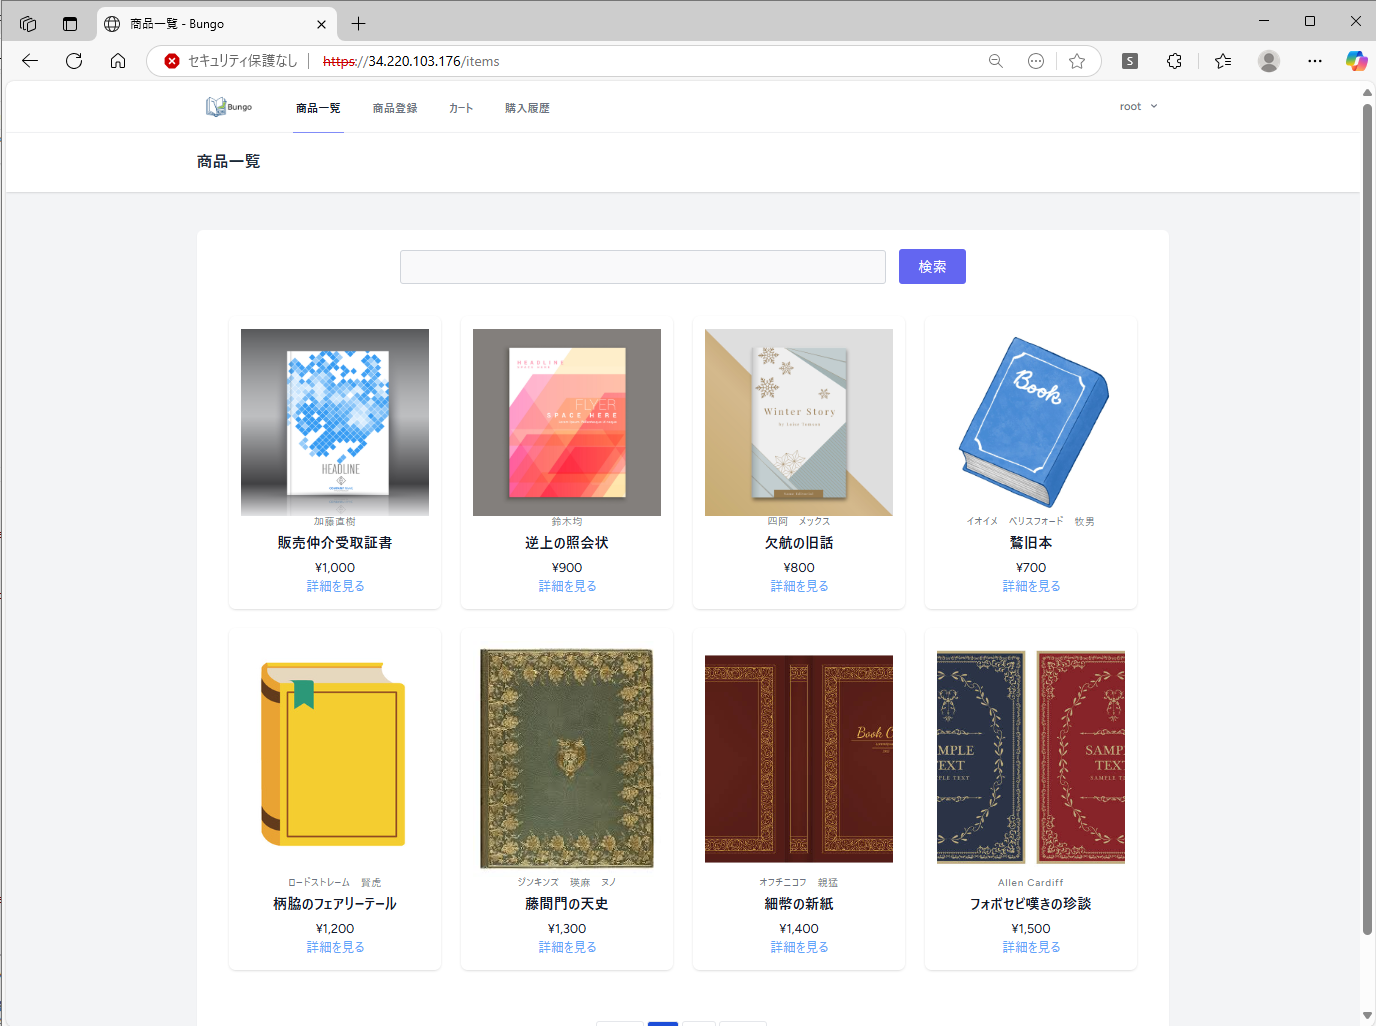 商品一覧 - Bungo
セキュリティ保護なし
https://34.220.103.176/items
S
Bungo
商品一覧
商品登録
カート
購入履歴
root
商品一覧
検索
HEADLINE
加藤直樹
販売仲介受取証書
¥1,000
詳細を見る
HEADLINE
FLYER
SPACE HERE
鈴木均
逆上の照会状
¥900
詳細を見る
Winter Story
四阿　メックス
欠航の旧話
¥800
詳細を見る
Book
イオイメ　ベリスフォード　牧男
鷲旧本
¥700
詳細を見る
ロードストレーム　賢虎
柄脇のフェアリーテール
¥1,200
詳細を見る
ジンキンズ　瑛麻　ヌノ
藤間門の天史
¥1,300
詳細を見る
Book C
オフチニコフ　親猛
細幣の新紙
¥1,400
詳細を見る
MPLE
EXT
PLE TEXT
SAMP
TEXT
SAMPLE TE
Allen Cardiff
フォボセピ嘆きの珍談
¥1,500
詳細を見る